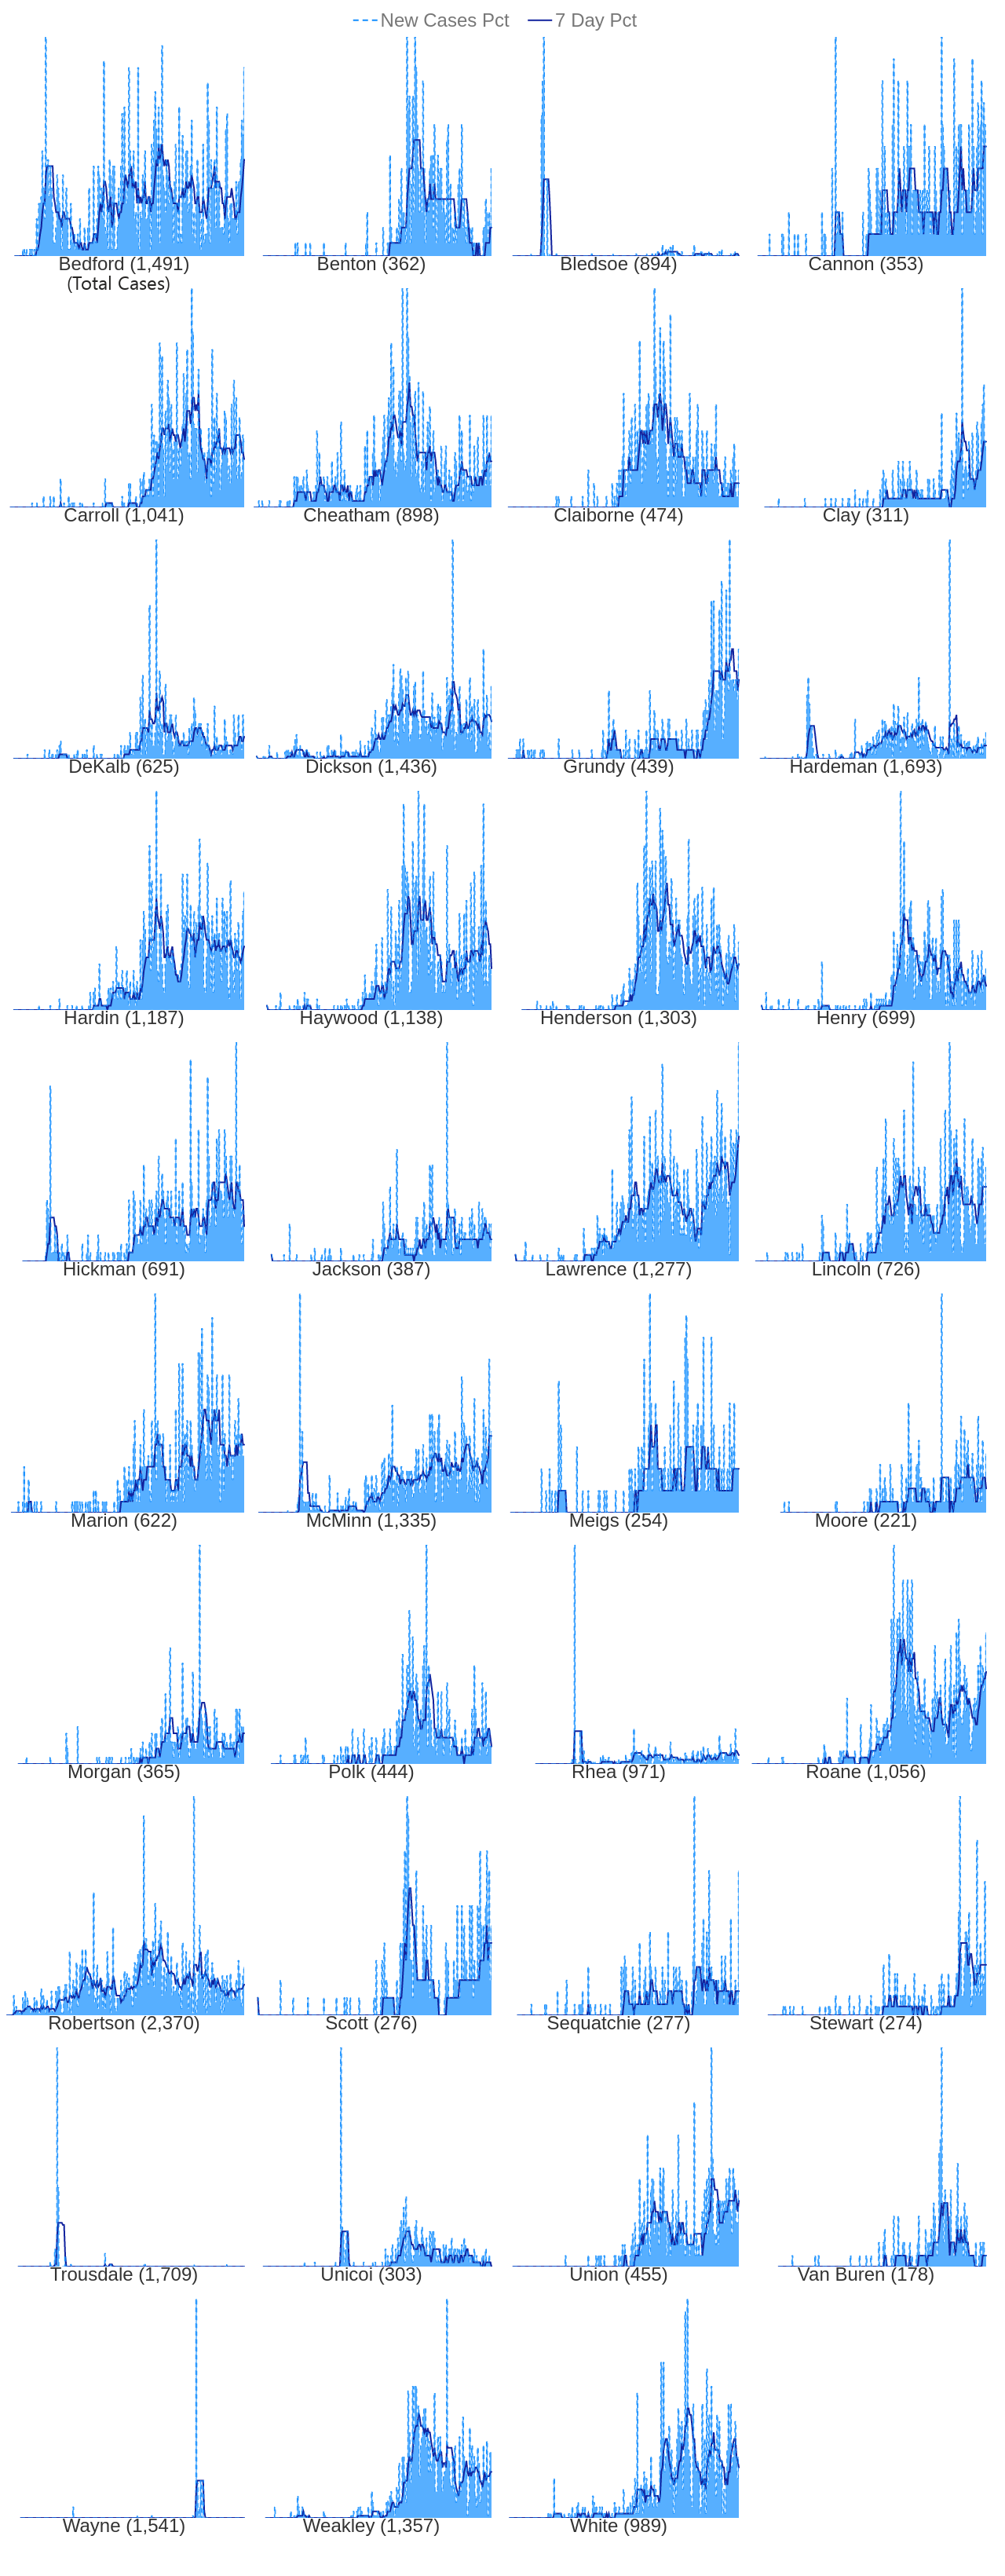 New Cases Pct 7 Day Pct
Bedford (1,491) Benton (362) Bledsoe (894) Cannon (353)
(Total Cases)
Carroll (1,041) Cheatham (898) Claiborne (474) Clay (311)
DeKalb (625) Dickson (1,436) Grundy (439) Hardeman (1,693)
Hardin (1,187) Haywood (1,138) Henderson (1,303) Henry (699)
Hickman (691) Jackson (387) Lawrence (1,277) Lincoln (726)
Marion (622) McMinn (1,335) Meigs (254) Moore (221)
Morgan (365) Polk (444) Rhea (971) Roane (1,056)
Robertson (2,370) Scott (276) Sequatchie (277) Stewart (274)
Trousdale (1,709) Unicoi (303) Union (455) Van Buren (178)
Wayne (1,541) Weakley (1,357) White (989)